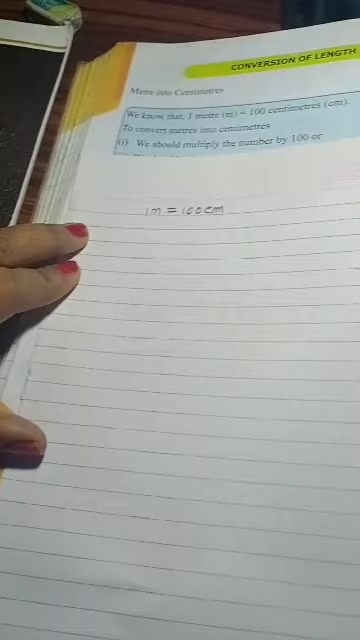 CONVERSION OF LENGTH
Metre into Centimetres
We know that, 1 metre (m) = 100 centimetres (cm).
To convert metres into centimetres
(i) We should multiply the number by 100 or
1m = 100cm